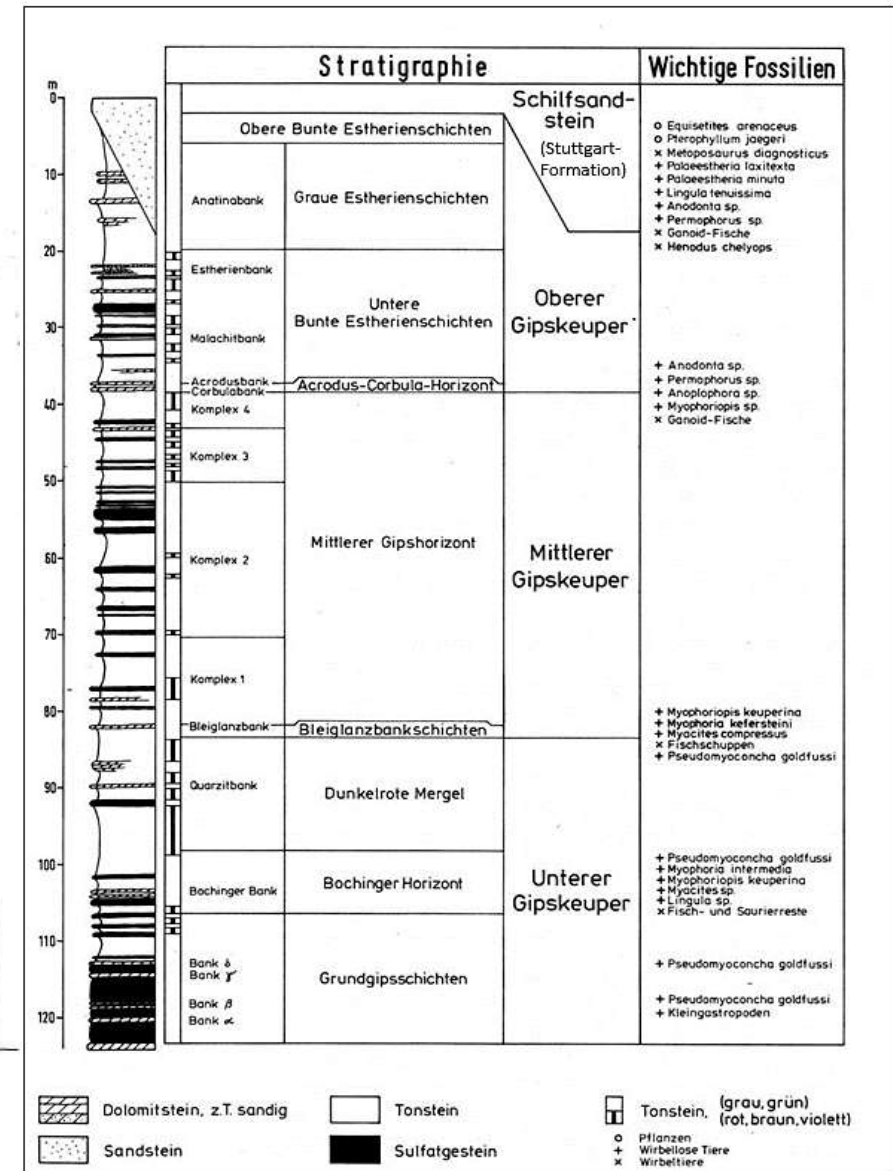 Stratigraphie
Wichtige Fossilien
m
0
10
20
30
40
50
60
70
80
90
100
110
120
Schilfsand-
stein
(Stuttgart-
Formation)
Obere Bunte Estherienschichten
Anatinabank
Graue Estherienschichten
Estherienbank
Untere
Bunte Estherienschichten
Malachitbank
Oberer
Gipskeuper
Acrodusbank
Acrodus-Corbula-Horizont
Corbulabank
Komplex 4
Komplex 3
Mittlerer Gipshorizont
Mittlerer
Gipskeuper
Komplex 2
Komplex 1
Bleiglanzbank
Bleiglanzbankschichten
Quarzitbank
Dunkelrote Mergel
Bochinger Bank
Bochinger Horizont
Unterer
Gipskeuper
Bank δ
Bank γ
Grundgipsschichten
Bank β
Bank α
o Equisetites arenaceus
o Pterophyllum jaegeri
x Metoposaurus diagnosticus
+ Palaeestheria laxitexta
+ Palaeestheria minuta
+ Lingula tenuissima
+ Anodonta sp.
+ Permophorus sp.
x Ganoid-Fische
x Henodus chelyops
+ Anodonta sp.
+ Permophorus sp.
+ Anoplophora sp.
+ Myophoriopis sp.
x Ganoid-Fische
+ Myophoriopis keuperina
+ Myophoria kefersteini
+ Myacites compressus
x Fischschuppen
+ Pseudomyoconcha goldfussi
+ Pseudomyoconcha goldfussi
+ Myophoria intermedia
+ Myophoriopis keuperina
+ Myacites sp.
+ Lingula sp.
x Fisch- und Saurierreste
+ Pseudomyoconcha goldfussi
+ Pseudomyoconcha goldfussi
+ Kleingastropoden
Dolomitstein, z.T. sandig
Tonstein
Tonstein, (grau, grün)
(rot, braun, violett)
Sandstein
Sulfatgestein
o Pflanzen
+ Wirbellose Tiere
x Wirbeltiere